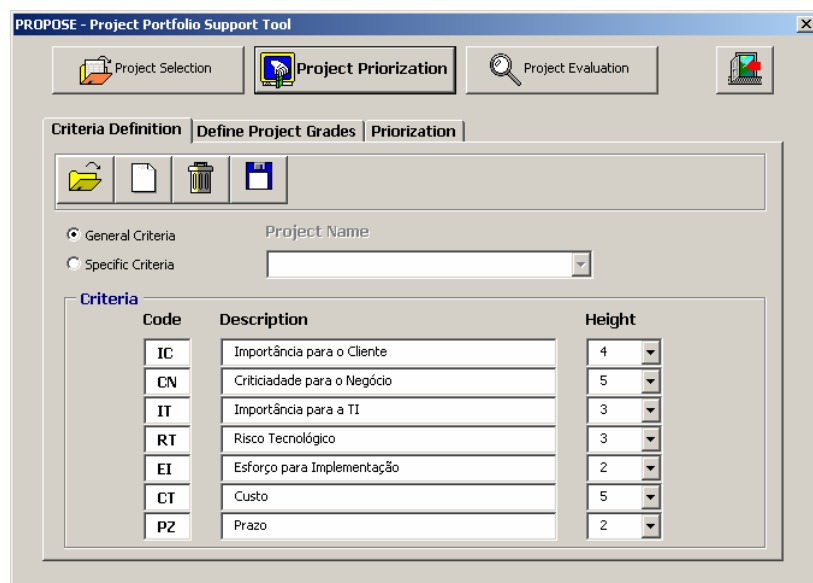 PROPOSE - Project Portfolio Support Tool
Project Selection
Project Priorization
Project Evaluation
Criteria Definition
Define Project Grades
Priorization
General Criteria
Project Name
Specific Criteria
Criteria
Code Description Height
IC Importância para o Cliente 4
CN Criticiadade para o Negócio 5
IT Importância para a TI 3
RT Risco Tecnológico 3
EI Esforço para Implementação 2
CT Custo 5
PZ Prazo 2